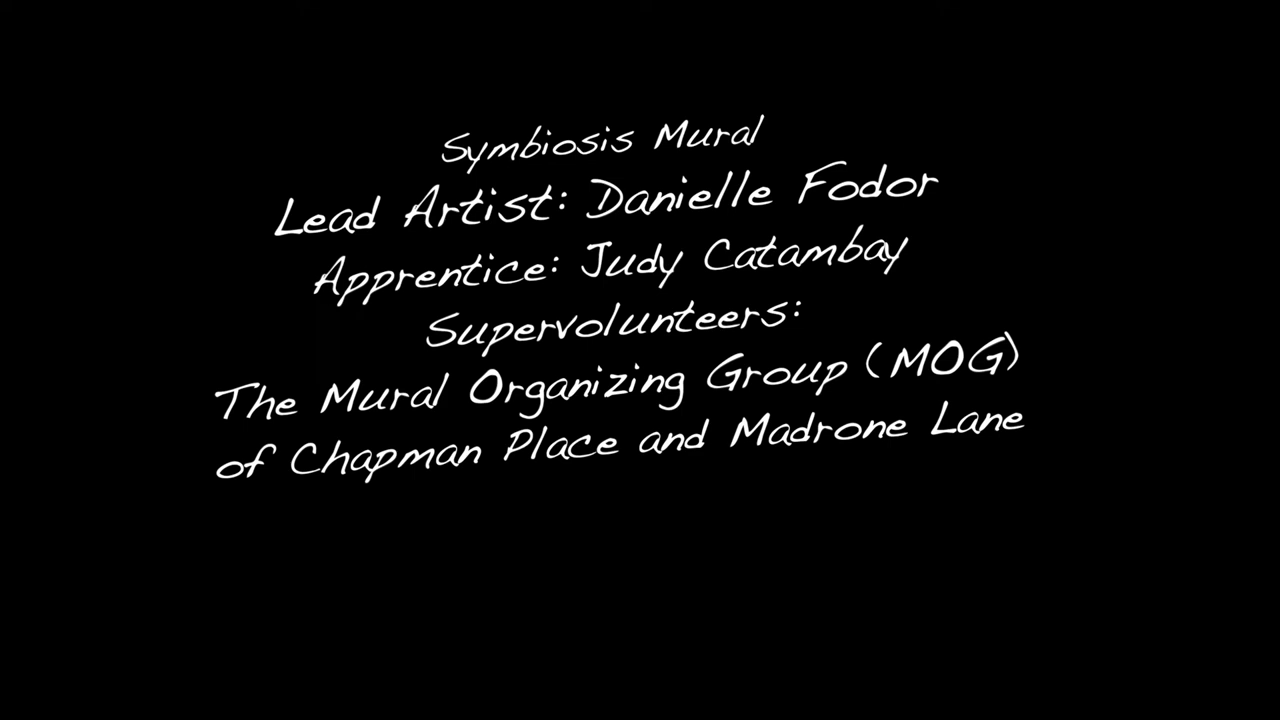 Symbiosis Mural
Lead Artist: Danielle Fodor
Apprentice: Judy Catambay
Supervolunteers:
The Mural Organizing Group (MOG)
of Chapman Place and Madrone Lane